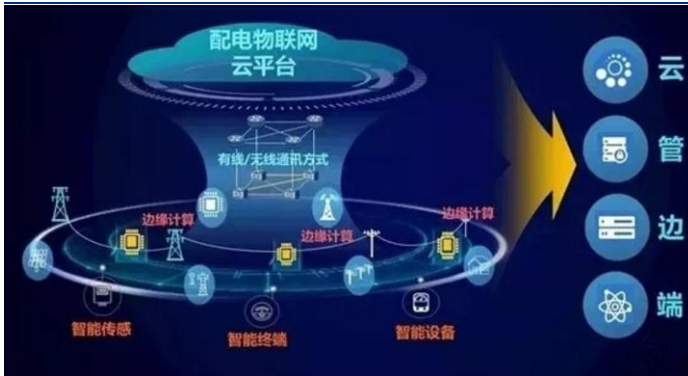 配电物联网
云平台
有线/无线通讯方式
边缘计算
边缘计算
边缘计算
智能传感
智能终端
智能设备
云
管
边
端